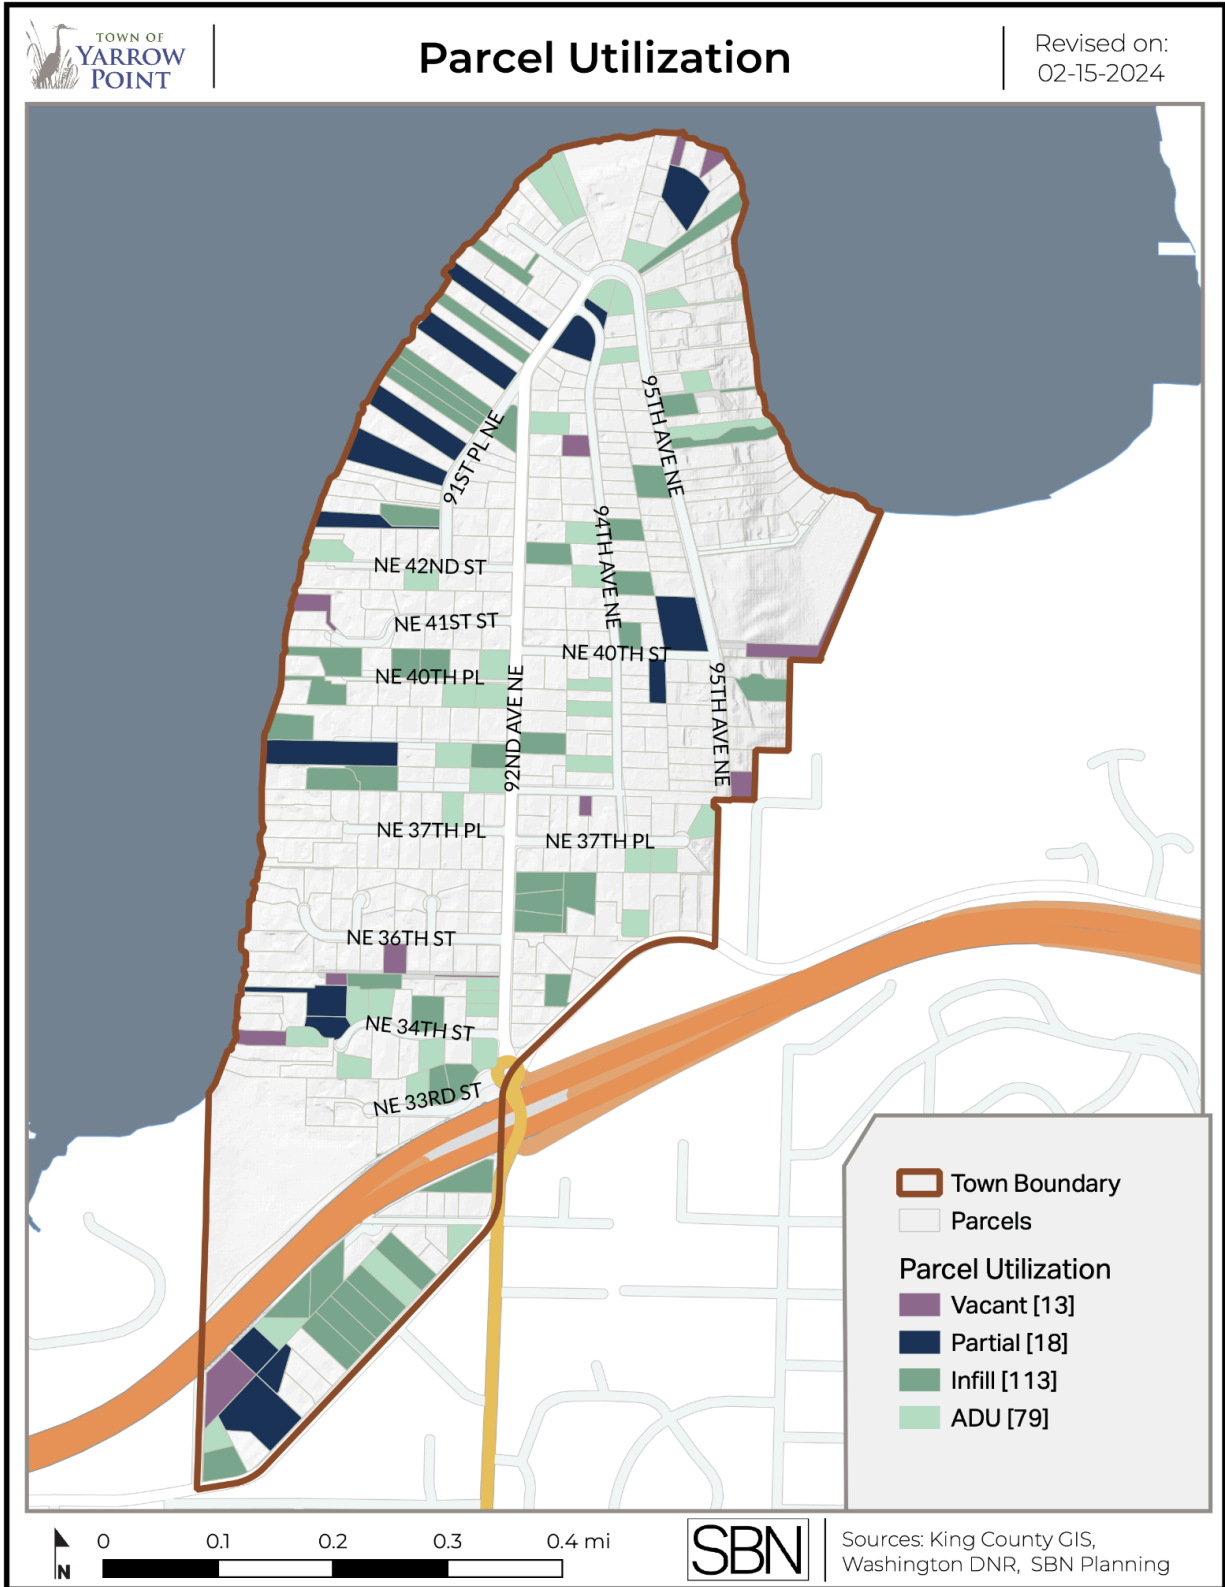 TOWN OF
YARROW
POINT
Parcel Utilization
Revised on:
02-15-2024
95TH AVE NE
91ST PL NE
94TH AVE NE
NE 42ND ST
NE 41ST ST
NE 40TH ST
NE 40TH PL
92ND AVE NE
95TH AVE NE
NE 37TH PL
NE 37TH PL
NE 36TH ST
NE 34TH ST
NE 33RD ST
Town Boundary
Parcels
Parcel Utilization
Vacant [13]
Partial [18]
Infill [113]
ADU [79]
N
0 0.1 0.2 0.3 0.4 mi
SBN
Sources: King County GIS,
Washington DNR, SBN Planning